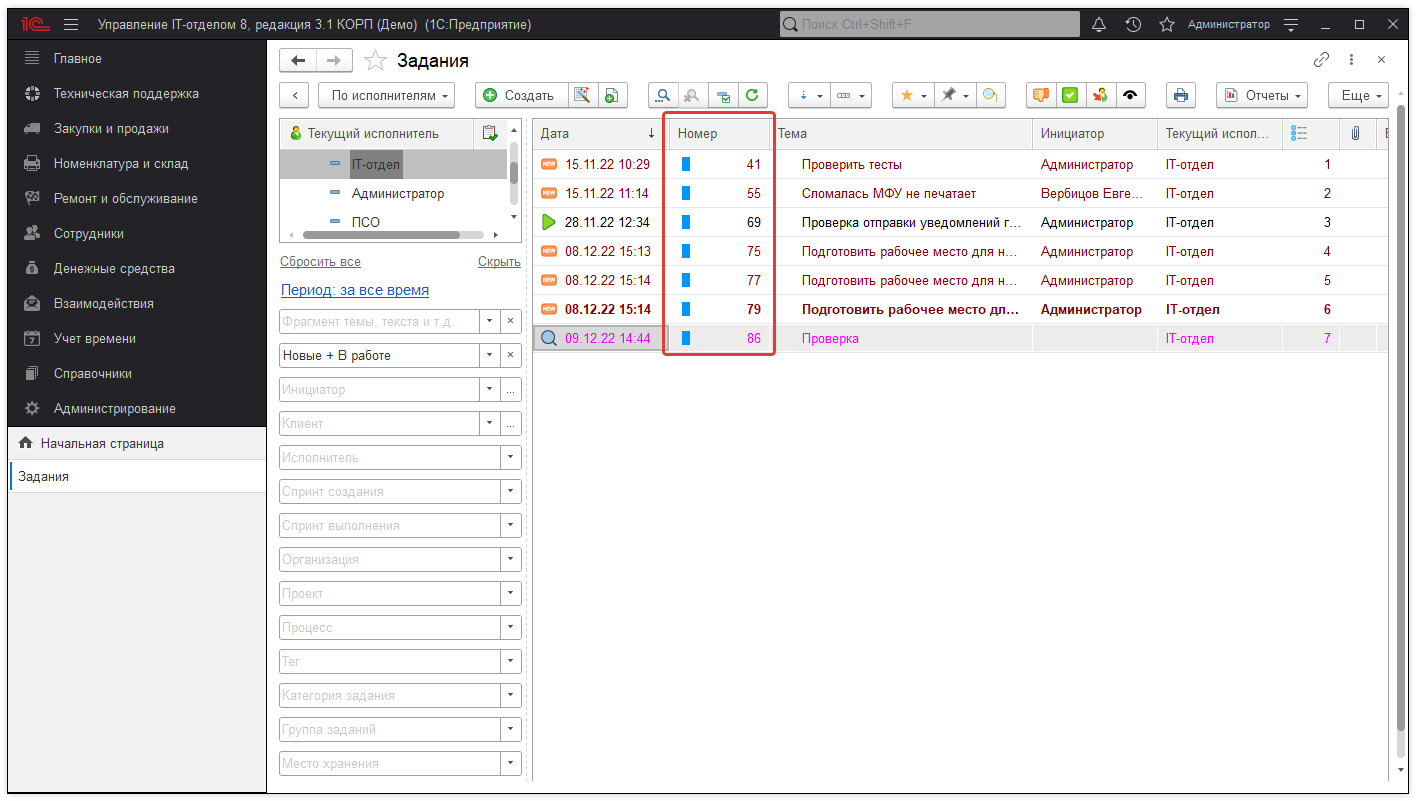 1С Управление IT-отделом 8, редакция 3.1 КОРП (Демо) (1С:Предприятие) Поиск Ctrl+Shift+F Администратор
Главное
Техническая поддержка
Закупки и продажи
Номенклатура и склад
Ремонт и обслуживание
Сотрудники
Денежные средства
Взаимодействия
Учет времени
Справочники
Администрирование
Начальная страница
Задания
Задания
По исполнителям Создать Отчеты Еще
Текущий исполнитель
IT-отдел
Администратор
ПСО
Сбросить все Скрыть
Период: за все время
Фрагмент темы, текста и т.д.
Новые + В работе
Инициатор
Клиент
Исполнитель
Спринт создания
Спринт выполнения
Организация
Проект
Процесс
Тег
Категория задания
Группа заданий
Место хранения
Дата Номер Тема Инициатор Текущий испол...
NEW 15.11.22 10:29 41 Проверить тесты Администратор IT-отдел 1
NEW 15.11.22 11:14 55 Сломалась МФУ не печатает Вербицов Евге... IT-отдел 2
28.11.22 12:34 69 Проверка отправки уведомлений г... Администратор IT-отдел 3
NEW 08.12.22 15:13 75 Подготовить рабочее место для н... Администратор IT-отдел 4
NEW 08.12.22 15:14 77 Подготовить рабочее место для н... Администратор IT-отдел 5
NEW 08.12.22 15:14 79 Подготовить рабочее место дл... Администратор IT-отдел 6
09.12.22 14:44 86 Проверка IT-отдел 7